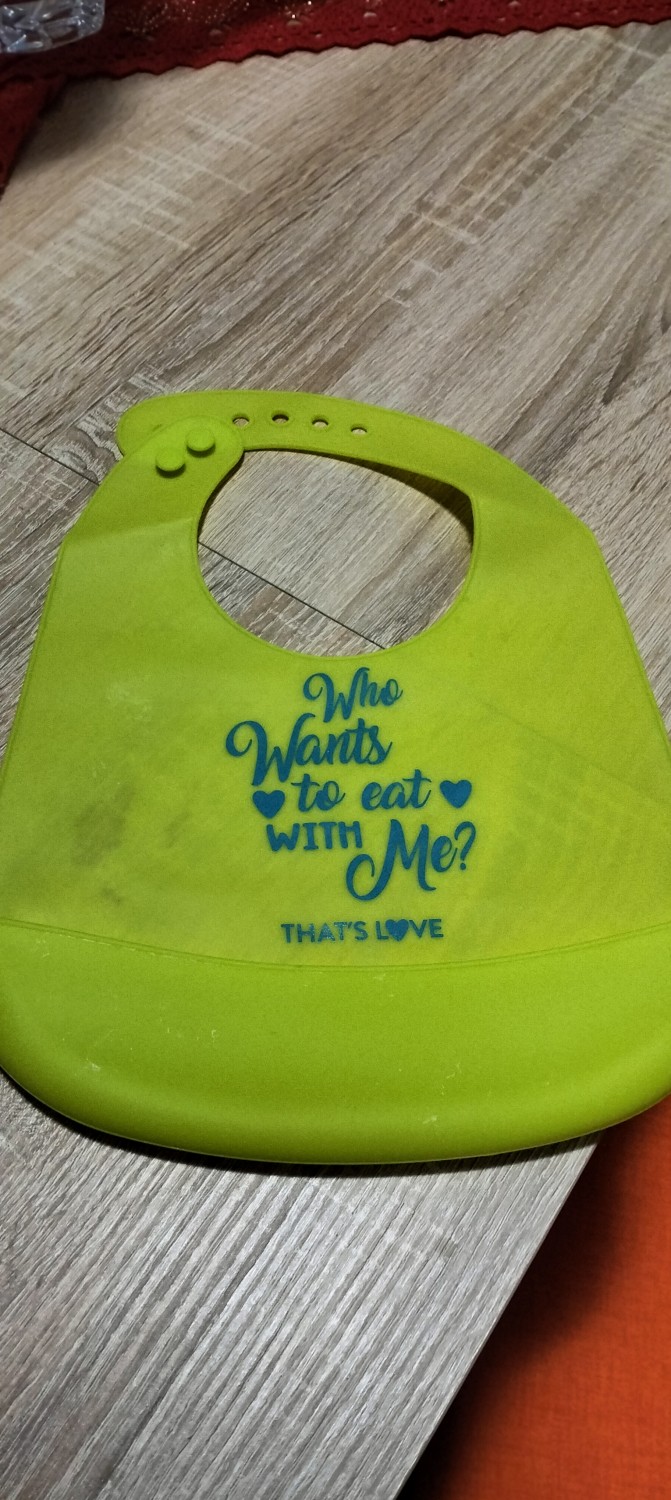 Who
Wants
to eat
WITH Me?
THAT'S LOVE